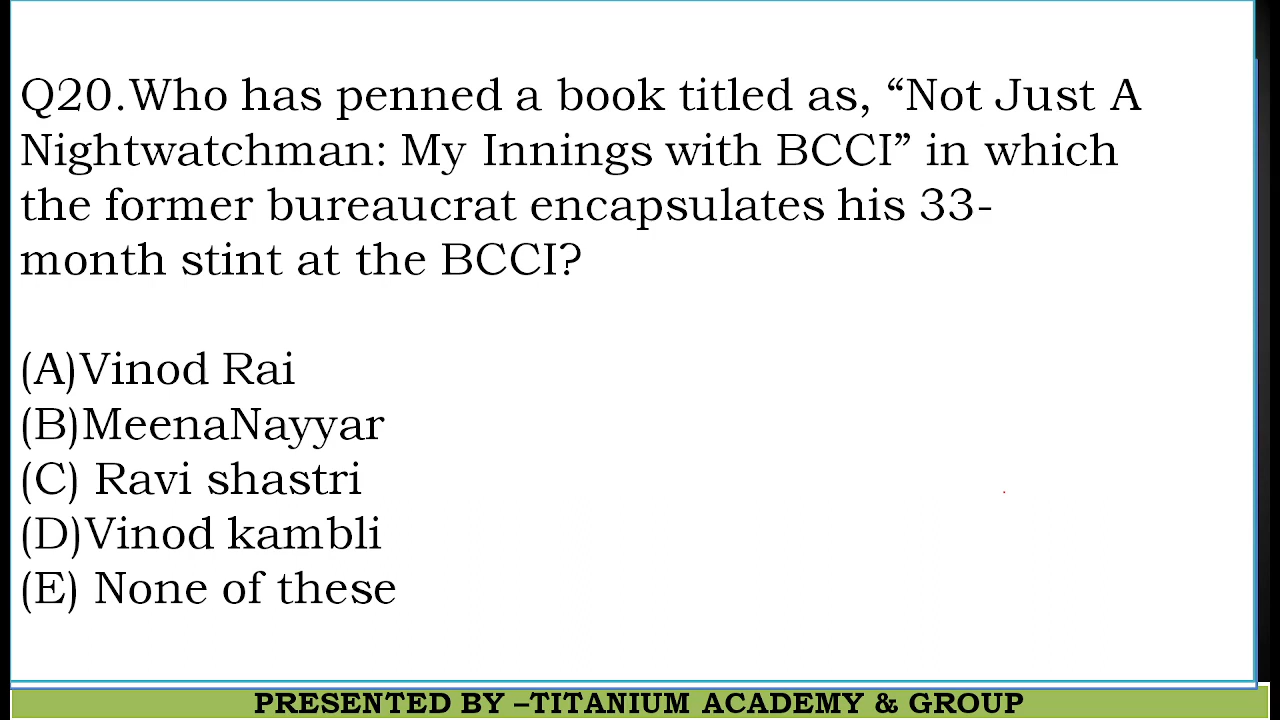 Q20.Who has penned a book titled as, “Not Just A
Nightwatchman: My Innings with BCCI” in which
the former bureaucrat encapsulates his 33-
month stint at the BCCI?
(A)Vinod Rai
(B)MeenaNayyar
(C) Ravi shastri
(D)Vinod kambli
(E) None of these
PRESENTED BY –TITANIUM ACADEMY & GROUP